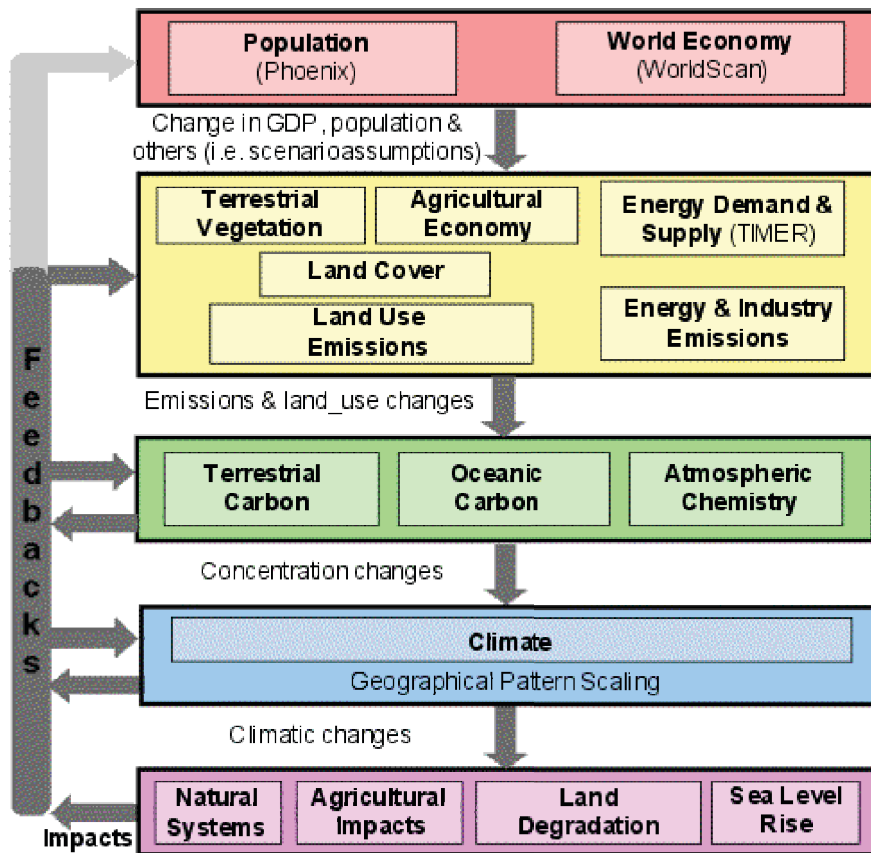 Population
(Phoenix)
World Economy
(WorldScan)
Change in GDP, population &
others (i.e. scenarioassumptions)
Terrestrial
Vegetation
Agricultural
Economy
Energy Demand &
Supply (TIMER)
Land Cover
Land Use
Emissions
Energy & Industry
Emissions
Emissions & land_use changes
Feedbacks
Terrestrial
Carbon
Oceanic
Carbon
Atmospheric
Chemistry
Concentration changes
Climate
Geographical Pattern Scaling
Climatic changes
Natural
Systems
Agricultural
Impacts
Land
Degradation
Sea Level
Rise
Impacts